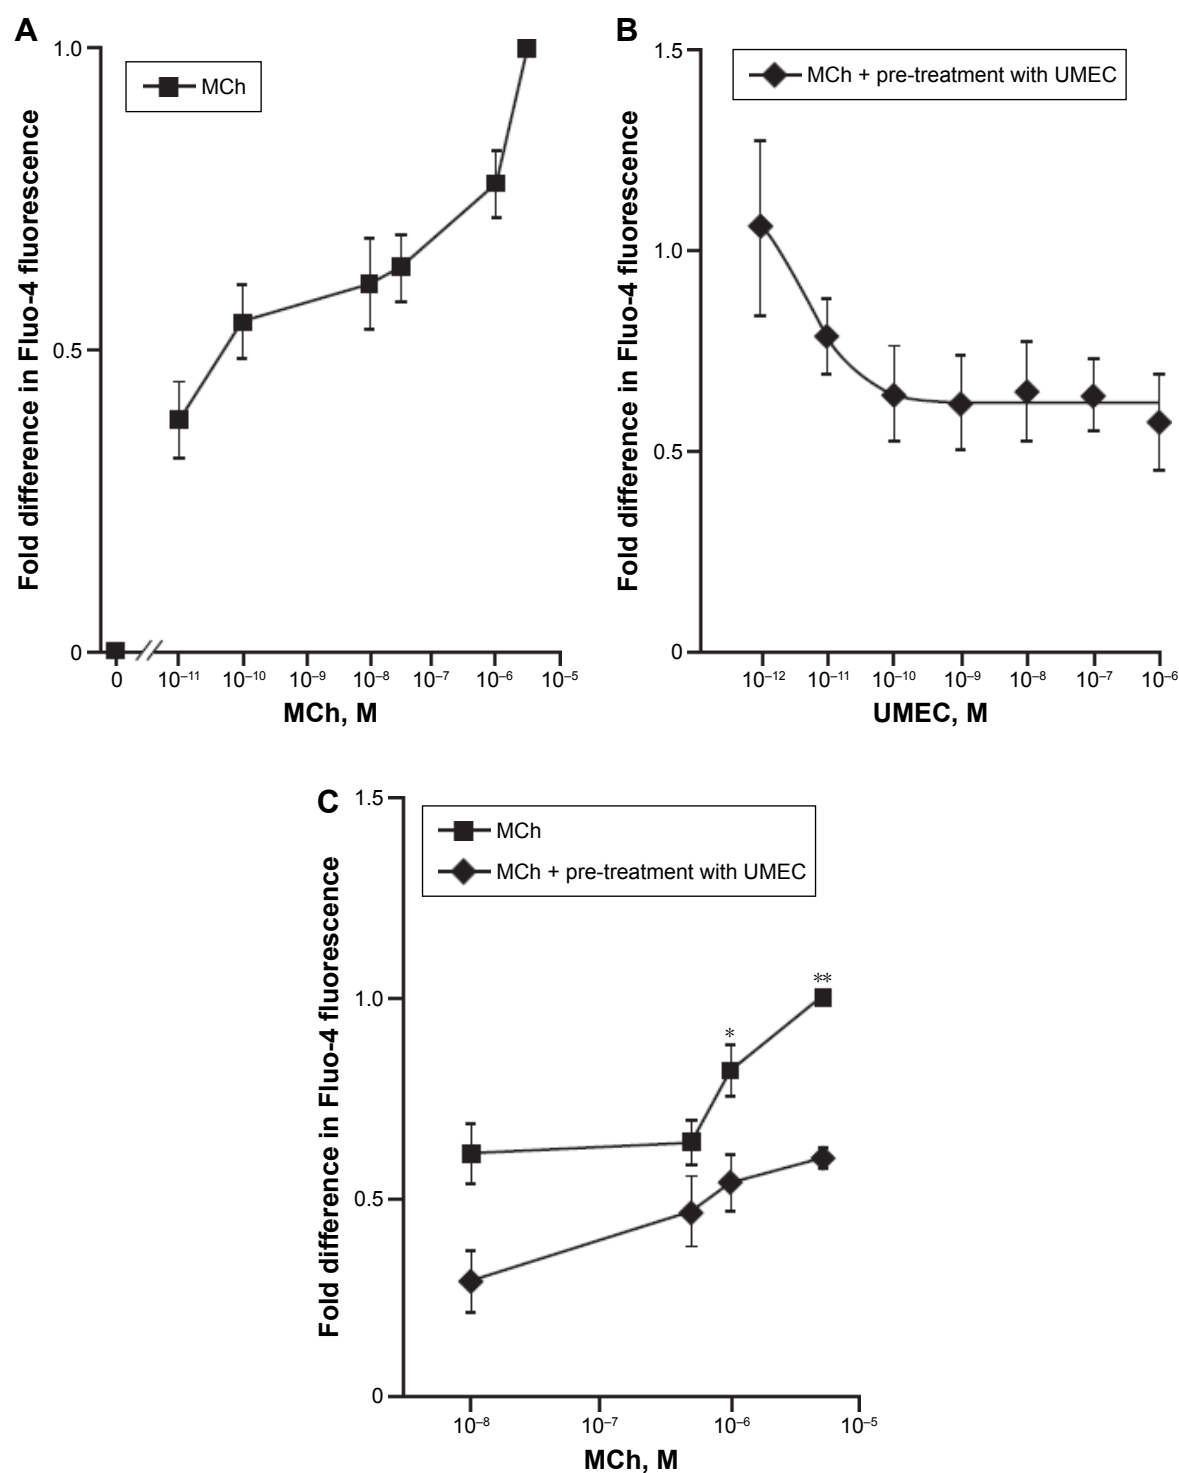 A
1.0
0.5
0
MCh
Fold difference in Fluo-4 fluorescence
0 10⁻¹¹ 10⁻¹⁰ 10⁻⁹ 10⁻⁸ 10⁻⁷ 10⁻⁶ 10⁻⁵
MCh, M
B
1.5
1.0
0.5
0
MCh + pre-treatment with UMEC
Fold difference in Fluo-4 fluorescence
10⁻¹² 10⁻¹¹ 10⁻¹⁰ 10⁻⁹ 10⁻⁸ 10⁻⁷ 10⁻⁶
UMEC, M
C
1.5
1.0
0.5
0
MCh
MCh + pre-treatment with UMEC
Fold difference in Fluo-4 fluorescence
**
*
10⁻⁸ 10⁻⁷ 10⁻⁶ 10⁻⁵
MCh, M